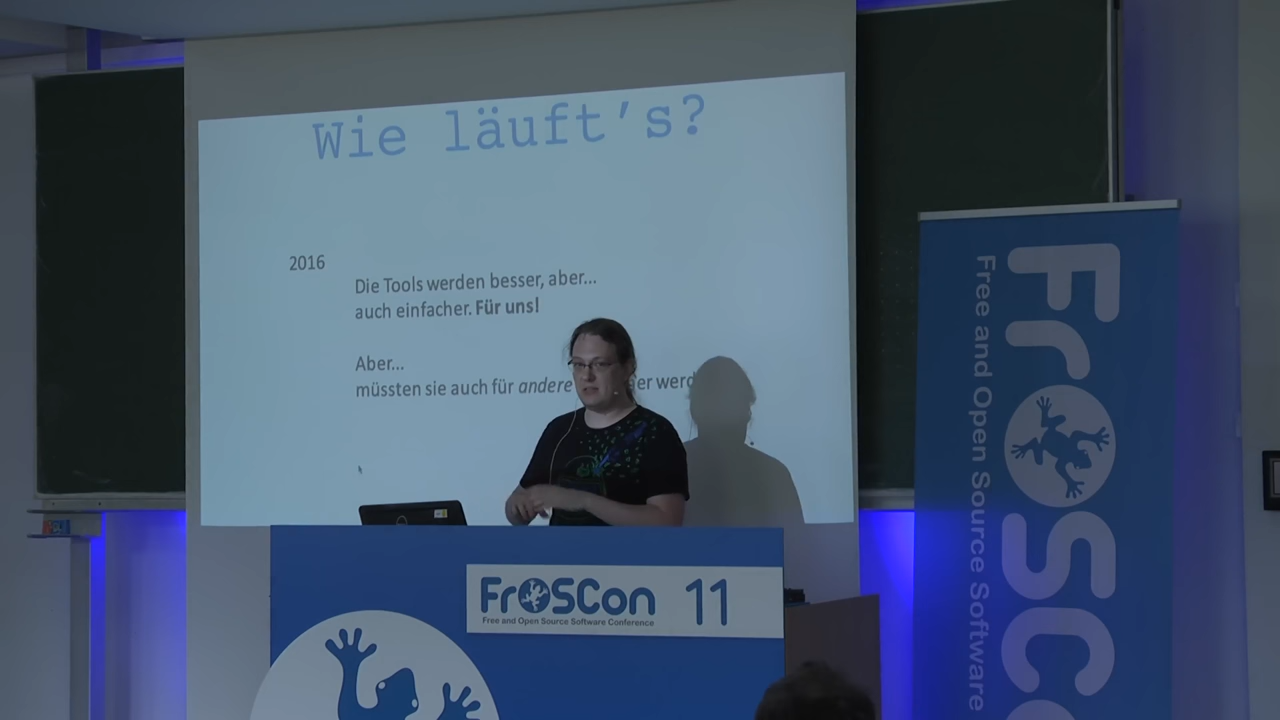 Wie läuft's?
2016
Die Tools werden besser, aber...
auch einfacher. Für uns!
Aber...
müssten sie auch für andere
FrOSCon 11
Free and Open Source Software Conference
FrOSCo
Free and Open Source Software